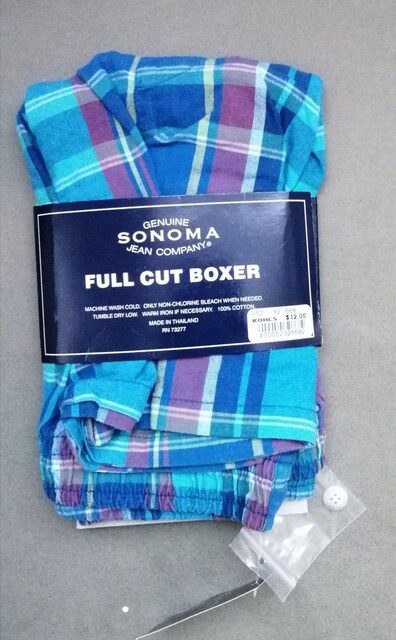 GENUINE
SONOMA
JEAN COMPANY®
FULL CUT BOXER
MACHINE WASH COLD. ONLY NON-CHLORINE BLEACH WHEN NEEDED.
TUMBLE DRY LOW. WARM IRON IF NECESSARY. 100% COTTON.
MADE IN THAILAND
RN 73277
KOHL'S $12.00